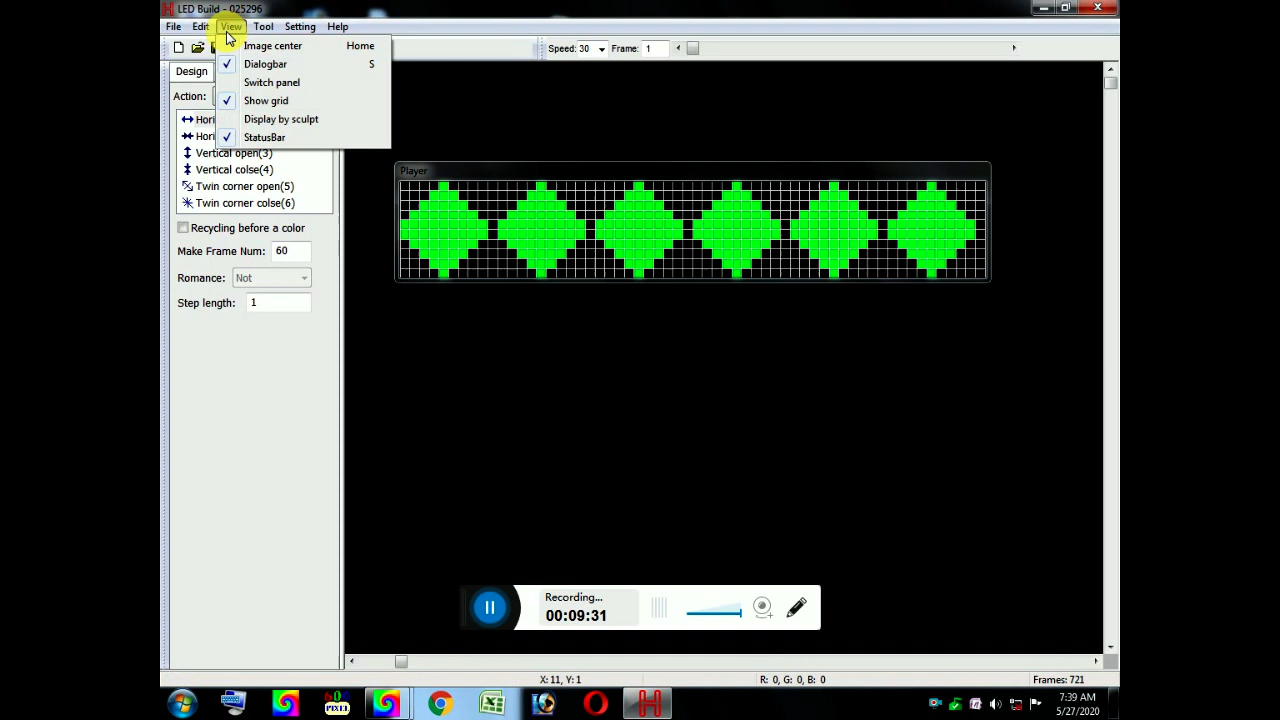 LED Build - 025296
File Edit View Tool Setting Help
Speed: 30 Frame: 1
Image center Home
Dialogbar S
Switch panel
Show grid
Display by sculpt
StatusBar
Design
Action:
Hori
Hori
Vertical open(3)
Vertical colse(4)
Twin corner open(5)
Twin corner colse(6)
Recycling before a color
Make Frame Num: 60
Romance: Not
Step length: 1
Player
Recording...
00:09:31
X: 11, Y: 1 R: 0, G: 0, B: 0 Frames: 721
PIXEL
7:39 AM
5/27/2020